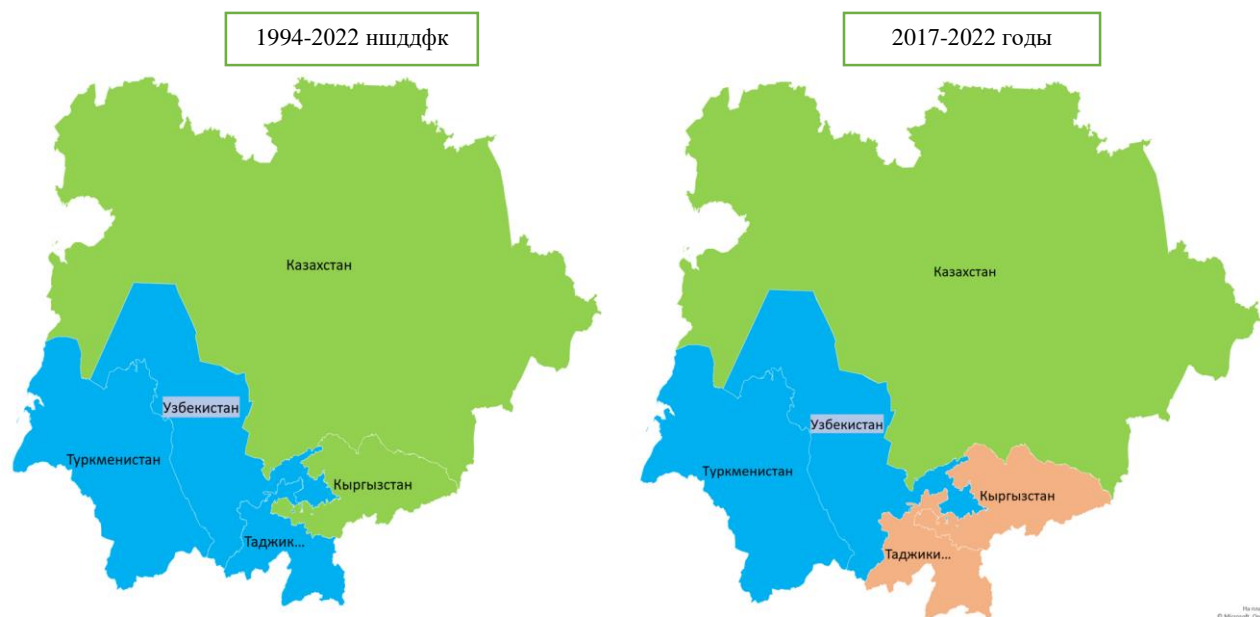 1994-2022 ншддфк
2017-2022 годы
Казахстан
Узбекистан
Туркменистан
Кыргызстан
Таджик...
Казахстан
Узбекистан
Туркменистан
Кыргызстан
Таджики...